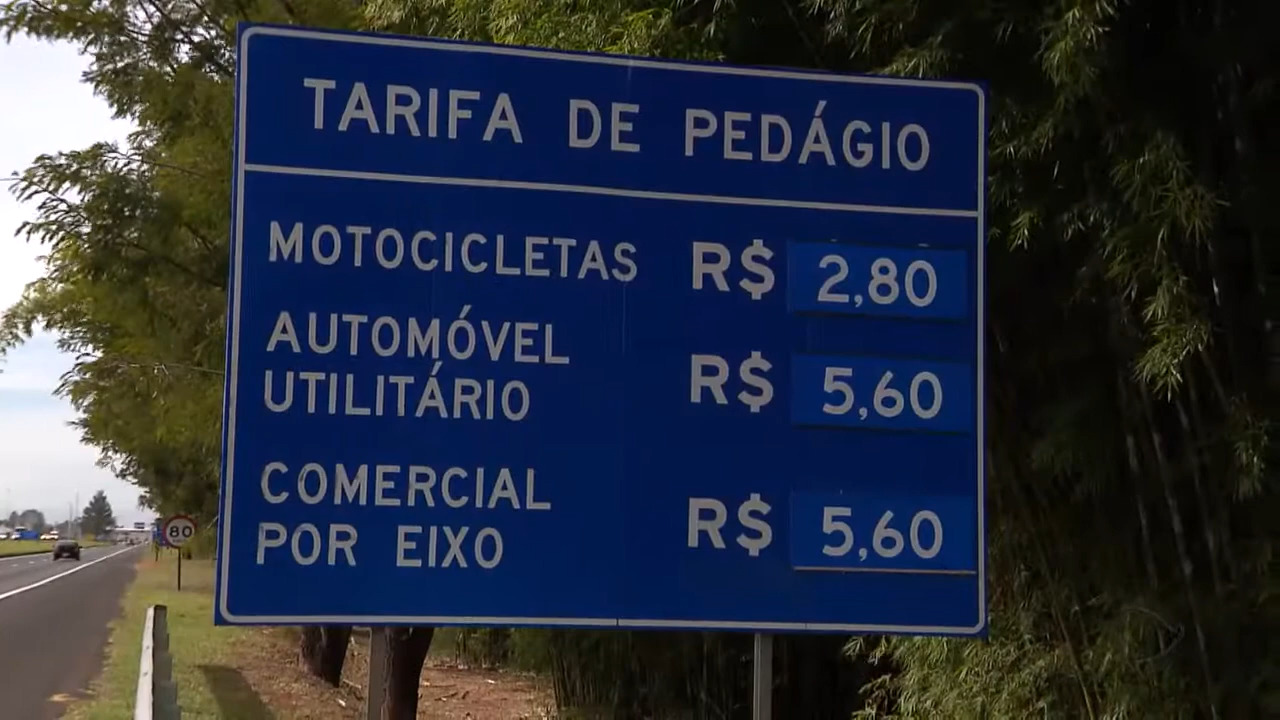 TARIFA DE PEDÁGIO
MOTOCICLETAS R$ 2,80
AUTOMÓVEL
UTILITÁRIO R$ 5,60
COMERCIAL
POR EIXO R$ 5,60
80